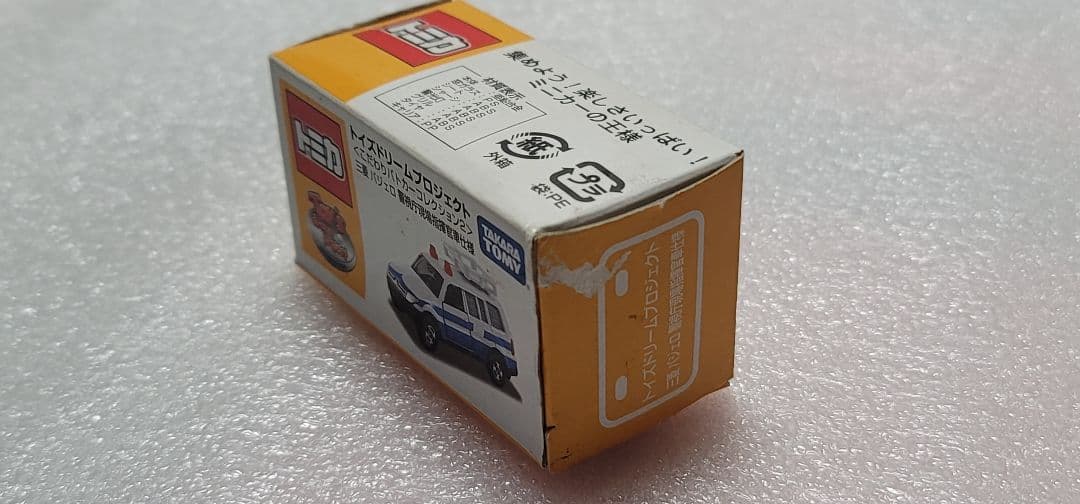 トミカ
集めよう！楽しさいっぱい！
ミニカーの王様
材質表示
紙
外箱
プラ
袋:PE
トミカ
トイズドリームプロジェクト
＜こだわりパトカーコレクション2＞
三菱 パジェロ 警視庁現場指揮官車仕様
TAKARA
TOMY
トイズドリームプロジェクト
三菱 パジェロ 警視庁現場指揮官車仕様